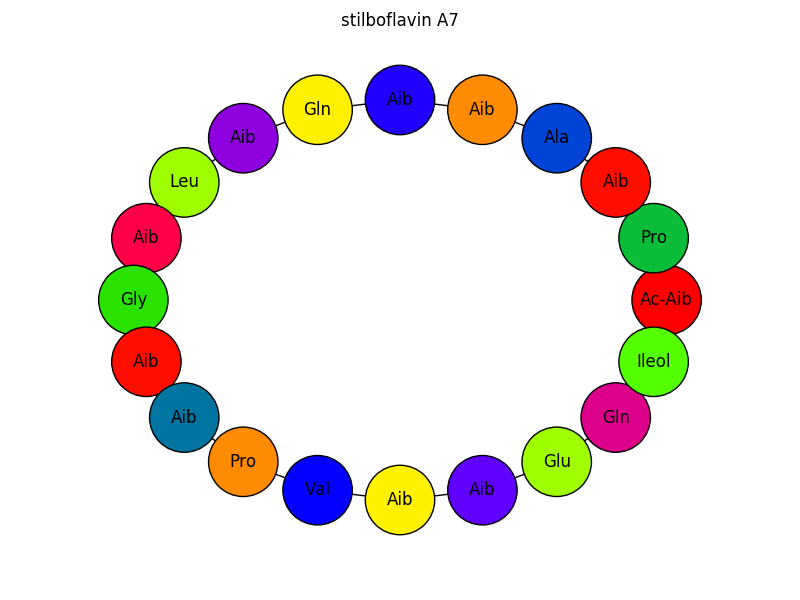 stilboflavin A7
Aib
Gln
Aib
Aib
Ala
Leu
Aib
Aib
Pro
Gly
Ac-Aib
Aib
Ileol
Aib
Gln
Pro
Glu
Val
Aib
Aib